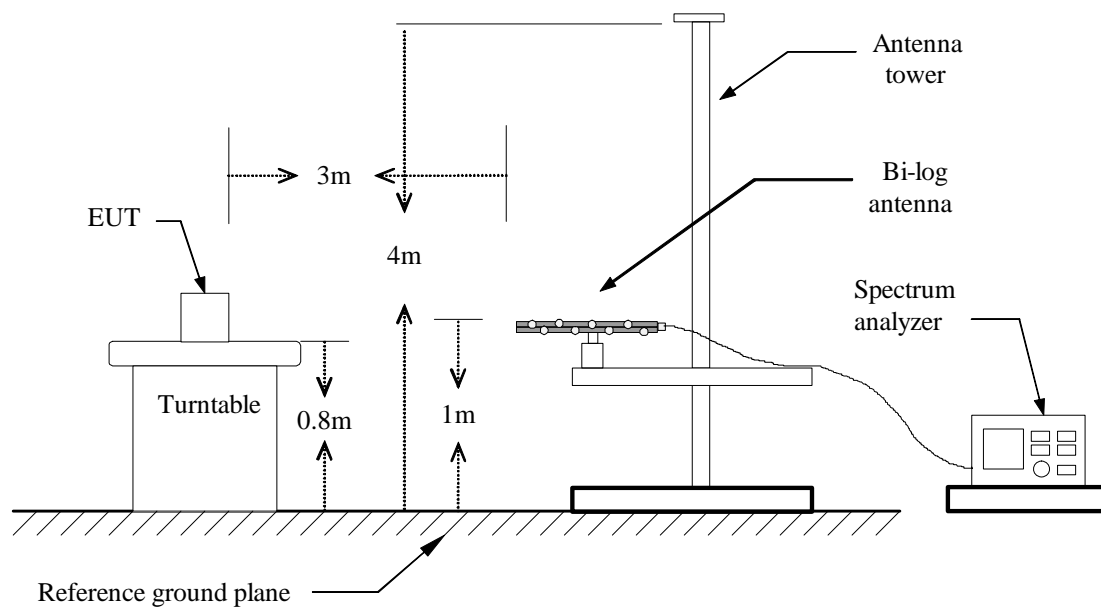 Antenna
tower
3m
Bi-log
antenna
EUT
4m
Spectrum
analyzer
Turntable
0.8m
1m
Reference ground plane